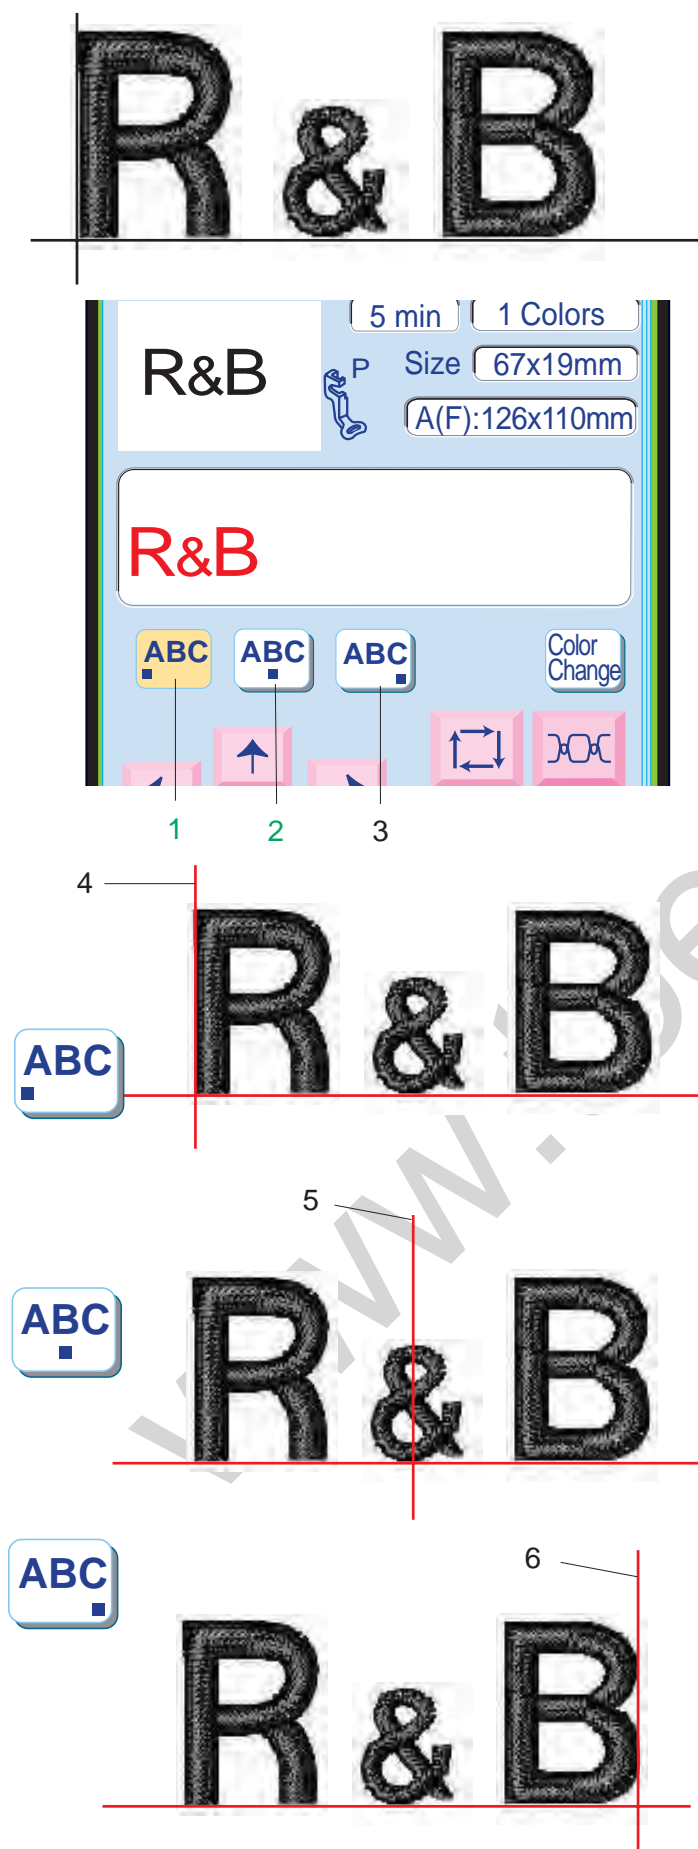 R & B
5 min 1 Colors
R&B
P Size 67x19mm
A(F):126x110mm
R&B
ABC ABC ABC Color Change
1 2 3
4
R & B
ABC
5
R & B
ABC
6
ABC
R & B